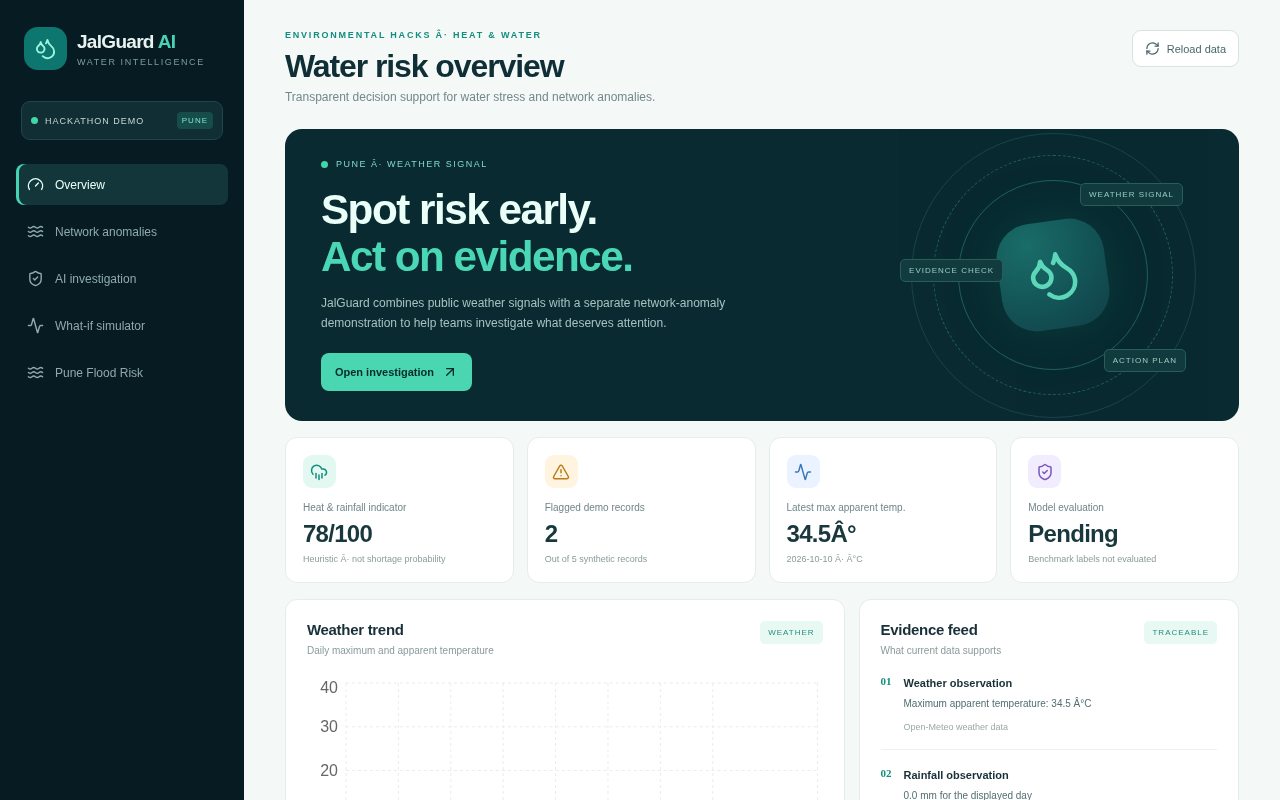 JalGuard AI
WATER INTELLIGENCE
HACKATHON DEMO
PUNE
Overview
Network anomalies
AI investigation
What-if simulator
Pune Flood Risk
ENVIRONMENTAL HACKS Â· HEAT & WATER
Water risk overview
Transparent decision support for water stress and network anomalies.
Reload data
PUNE Â· WEATHER SIGNAL
Spot risk early.
Act on evidence.
JalGuard combines public weather signals with a separate network-anomaly
demonstration to help teams investigate what deserves attention.
Open investigation
WEATHER SIGNAL
EVIDENCE CHECK
ACTION PLAN
Heat & rainfall indicator
78/100
Heuristic Â· not shortage probability
Flagged demo records
2
Out of 5 synthetic records
Latest max apparent temp.
34.5Â°
2026-10-10 Â· Â°C
Model evaluation
Pending
Benchmark labels not evaluated
Weather trend
Daily maximum and apparent temperature
WEATHER
40
30
20
Evidence feed
What current data supports
TRACEABLE
01
Weather observation
Maximum apparent temperature: 34.5 Â°C
Open-Meteo weather data
02
Rainfall observation
0.0 mm for the displayed day